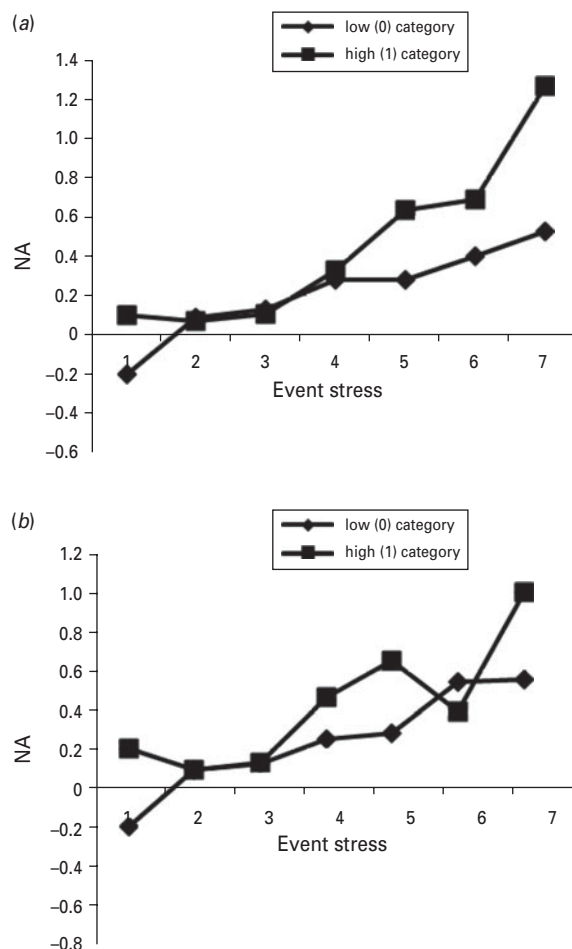 (a)
low (0) category
high (1) category
1.4
1.2
1.0
0.8
0.6
0.4
0.2
0
–0.2
–0.4
–0.6
NA
1 2 3 4 5 6 7
Event stress
(b)
low (0) category
high (1) category
1.2
1.0
0.8
0.6
0.4
0.2
0
–0.2
–0.4
–0.6
–0.8
NA
1 2 3 4 5 6 7
Event stress